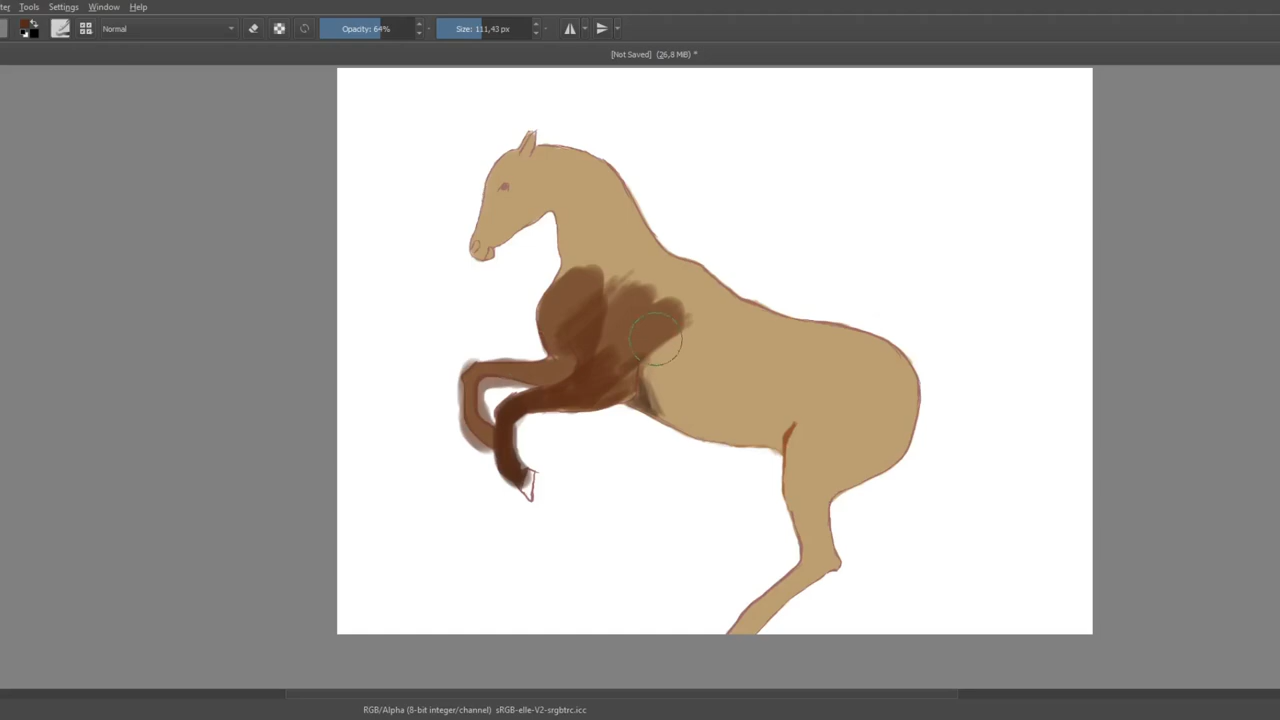 Tools Settings Window Help
Normal Opacity: 64% Size: 111,43 px
[Not Saved] (26,8 MiB) *
RGB/Alpha (8-bit integer/channel) sRGB-elle-V2-srgbtrc.icc